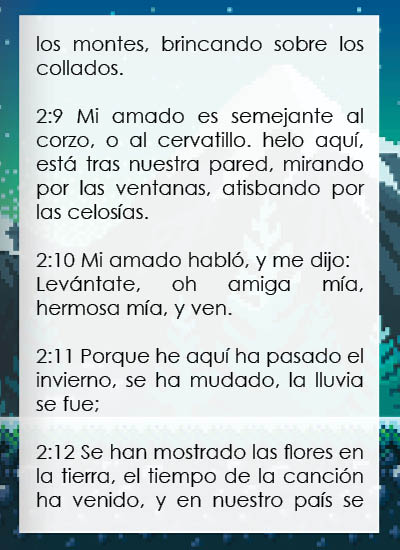 los montes, brincando sobre los
collados.
2:9 Mi amado es semejante al
corzo, o al cervatillo. helo aquí,
está tras nuestra pared, mirando
por las ventanas, atisbando por
las celosías.
2:10 Mi amado habló, y me dijo:
Levántate, oh amiga mía,
hermosa mía, y ven.
2:11 Porque he aquí ha pasado el
invierno, se ha mudado, la lluvia
se fue;
2:12 Se han mostrado las flores en
la tierra, el tiempo de la canción
ha venido, y en nuestro país se